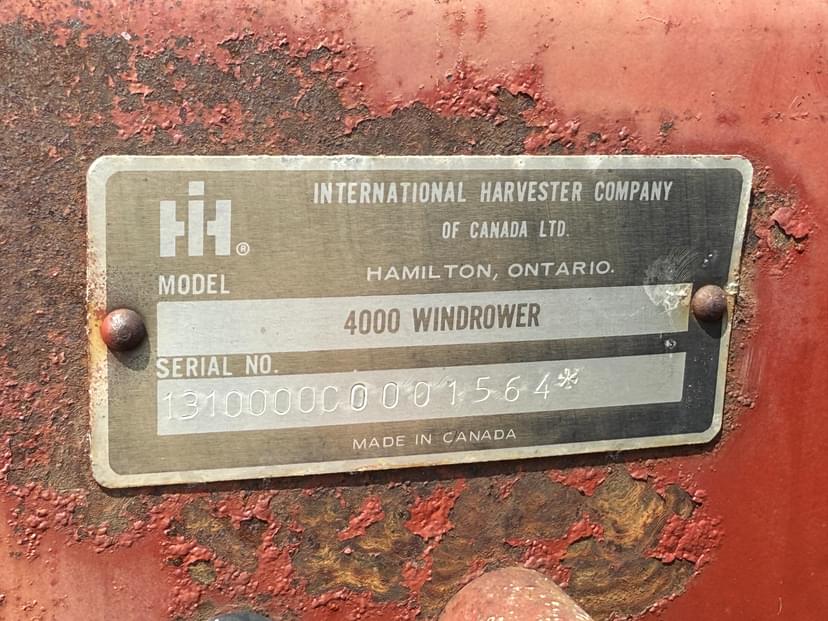 IH®
INTERNATIONAL HARVESTER COMPANY
OF CANADA LTD.
HAMILTON, ONTARIO.
MODEL
4000 WINDROWER
SERIAL NO.
1310000C0001564*
MADE IN CANADA